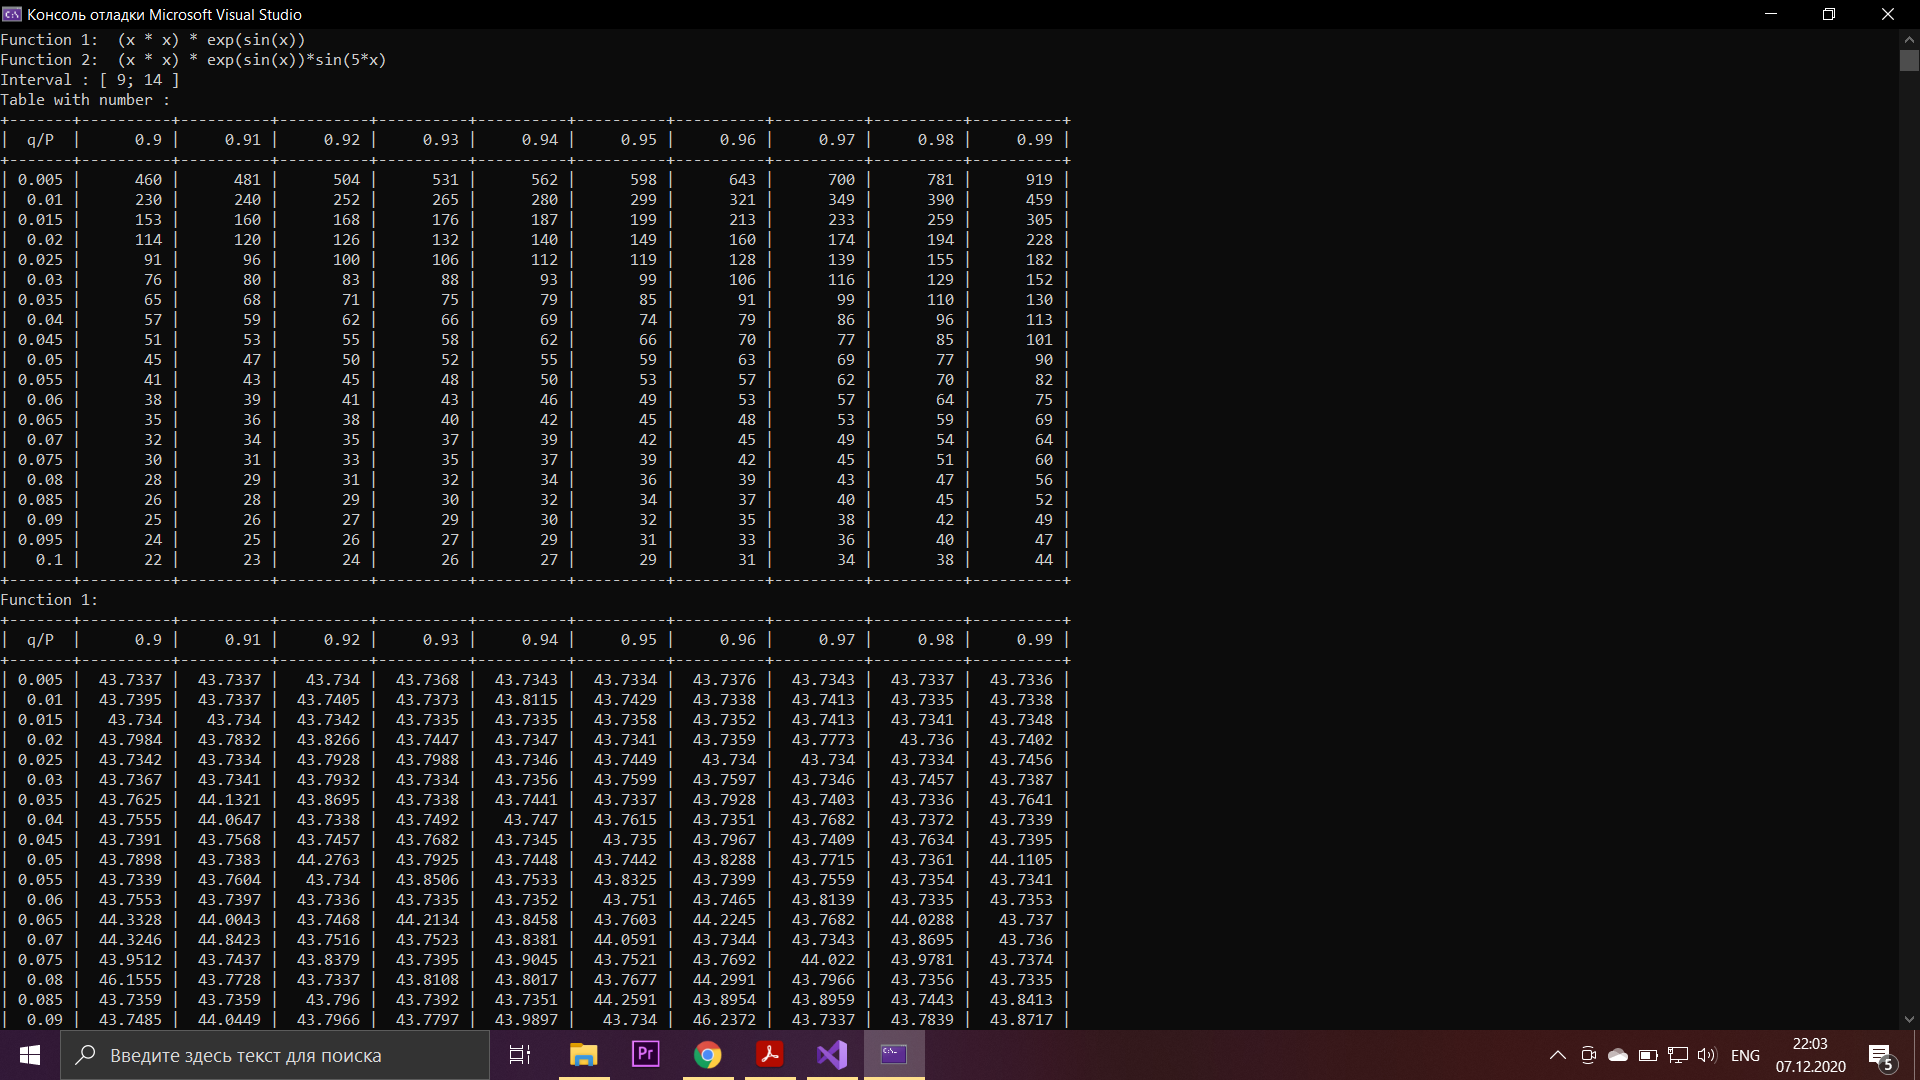 Консоль отладки Microsoft Visual Studio
Function 1:  (x * x) * exp(sin(x))
Function 2:  (x * x) * exp(sin(x))*sin(5*x)
Interval : [ 9; 14 ]
Table with number :
+-------+----------+----------+----------+----------+----------+----------+----------+----------+----------+----------+
|  q/P  |      0.9 |     0.91 |     0.92 |     0.93 |     0.94 |     0.95 |     0.96 |     0.97 |     0.98 |     0.99 |
+-------+----------+----------+----------+----------+----------+----------+----------+----------+----------+----------+
| 0.005 |      460 |      481 |      504 |      531 |      562 |      598 |      643 |      700 |      781 |      919 |
|  0.01 |      230 |      240 |      252 |      265 |      280 |      299 |      321 |      349 |      390 |      459 |
| 0.015 |      153 |      160 |      168 |      176 |      187 |      199 |      213 |      233 |      259 |      305 |
|  0.02 |      114 |      120 |      126 |      132 |      140 |      149 |      160 |      174 |      194 |      228 |
| 0.025 |       91 |       96 |      100 |      106 |      112 |      119 |      128 |      139 |      155 |      182 |
|  0.03 |       76 |       80 |       83 |       88 |       93 |       99 |      106 |      116 |      129 |      152 |
| 0.035 |       65 |       68 |       71 |       75 |       79 |       85 |       91 |       99 |      110 |      130 |
|  0.04 |       57 |       59 |       62 |       66 |       69 |       74 |       79 |       86 |       96 |      113 |
| 0.045 |       51 |       53 |       55 |       58 |       62 |       66 |       70 |       77 |       85 |      101 |
|  0.05 |       45 |       47 |       50 |       52 |       55 |       59 |       63 |       69 |       77 |       90 |
| 0.055 |       41 |       43 |       45 |       48 |       50 |       53 |       57 |       62 |       70 |       82 |
|  0.06 |       38 |       39 |       41 |       43 |       46 |       49 |       53 |       57 |       64 |       75 |
| 0.065 |       35 |       36 |       38 |       40 |       42 |       45 |       48 |       53 |       59 |       69 |
|  0.07 |       32 |       34 |       35 |       37 |       39 |       42 |       45 |       49 |       54 |       64 |
| 0.075 |       30 |       31 |       33 |       35 |       37 |       39 |       42 |       45 |       51 |       60 |
|  0.08 |       28 |       29 |       31 |       32 |       34 |       36 |       39 |       43 |       47 |       56 |
| 0.085 |       26 |       28 |       29 |       30 |       32 |       34 |       37 |       40 |       45 |       52 |
|  0.09 |       25 |       26 |       27 |       29 |       30 |       32 |       35 |       38 |       42 |       49 |
| 0.095 |       24 |       25 |       26 |       27 |       29 |       31 |       33 |       36 |       40 |       47 |
|   0.1 |       22 |       23 |       24 |       26 |       27 |       29 |       31 |       34 |       38 |       44 |
+-------+----------+----------+----------+----------+----------+----------+----------+----------+----------+----------+
Function 1:
+-------+----------+----------+----------+----------+----------+----------+----------+----------+----------+----------+
|  q/P  |      0.9 |     0.91 |     0.92 |     0.93 |     0.94 |     0.95 |     0.96 |     0.97 |     0.98 |     0.99 |
+-------+----------+----------+----------+----------+----------+----------+----------+----------+----------+----------+
| 0.005 |  43.7337 |  43.7337 |   43.734 |  43.7368 |  43.7343 |  43.7334 |  43.7376 |  43.7343 |  43.7337 |  43.7336 |
|  0.01 |  43.7395 |  43.7337 |  43.7405 |  43.7373 |  43.8115 |  43.7429 |  43.7338 |  43.7413 |  43.7335 |  43.7338 |
| 0.015 |   43.734 |   43.734 |  43.7342 |  43.7335 |  43.7335 |  43.7358 |  43.7352 |  43.7413 |  43.7341 |  43.7348 |
|  0.02 |  43.7984 |  43.7832 |  43.8266 |  43.7447 |  43.7347 |  43.7341 |  43.7359 |  43.7773 |   43.736 |  43.7402 |
| 0.025 |  43.7342 |  43.7334 |  43.7928 |  43.7988 |  43.7346 |  43.7449 |   43.734 |   43.734 |  43.7334 |  43.7456 |
|  0.03 |  43.7367 |  43.7341 |  43.7932 |  43.7334 |  43.7356 |  43.7599 |  43.7597 |  43.7346 |  43.7457 |  43.7387 |
| 0.035 |  43.7625 |  44.1321 |  43.8695 |  43.7338 |  43.7441 |  43.7337 |  43.7928 |  43.7403 |  43.7336 |  43.7641 |
|  0.04 |  43.7555 |  44.0647 |  43.7338 |  43.7492 |   43.747 |  43.7615 |  43.7351 |  43.7682 |  43.7372 |  43.7339 |
| 0.045 |  43.7391 |  43.7568 |  43.7457 |  43.7682 |  43.7345 |   43.735 |  43.7967 |  43.7409 |  43.7634 |  43.7395 |
|  0.05 |  43.7898 |  43.7383 |  44.2763 |  43.7925 |  43.7448 |  43.7442 |  43.8288 |  43.7715 |  43.7361 |  44.1105 |
| 0.055 |  43.7339 |  43.7604 |   43.734 |  43.8506 |  43.7533 |  43.8325 |  43.7399 |  43.7559 |  43.7354 |  43.7341 |
|  0.06 |  43.7553 |  43.7397 |  43.7336 |  43.7335 |  43.7352 |   43.751 |  43.7465 |  43.8139 |  43.7335 |  43.7353 |
| 0.065 |  44.3328 |  44.0043 |  43.7468 |  44.2134 |  43.8458 |  43.7603 |  44.2245 |  43.7682 |  44.0288 |   43.737 |
|  0.07 |  44.3246 |  44.8423 |  43.7516 |  43.7523 |  43.8381 |  44.0591 |  43.7344 |  43.7343 |  43.8695 |   43.736 |
| 0.075 |  43.9512 |  43.7437 |  43.8379 |  43.7395 |  43.9045 |  43.7521 |  43.7692 |   44.022 |  43.9781 |  43.7374 |
|  0.08 |  46.1555 |  43.7728 |  43.7337 |  43.8108 |  43.8017 |  43.7677 |  44.2991 |  43.7966 |  43.7356 |  43.7335 |
| 0.085 |  43.7359 |  43.7359 |   43.796 |  43.7392 |  43.7351 |  44.2591 |  43.8954 |  43.8959 |  43.7443 |  43.8413 |
|  0.09 |  43.7485 |  44.0449 |  43.7966 |  43.7797 |  43.9897 |   43.734 |  46.2372 |  43.7337 |  43.7839 |  43.8717 |
Введите здесь текст для поиска
Pr
ENG
22:03
07.12.2020
5